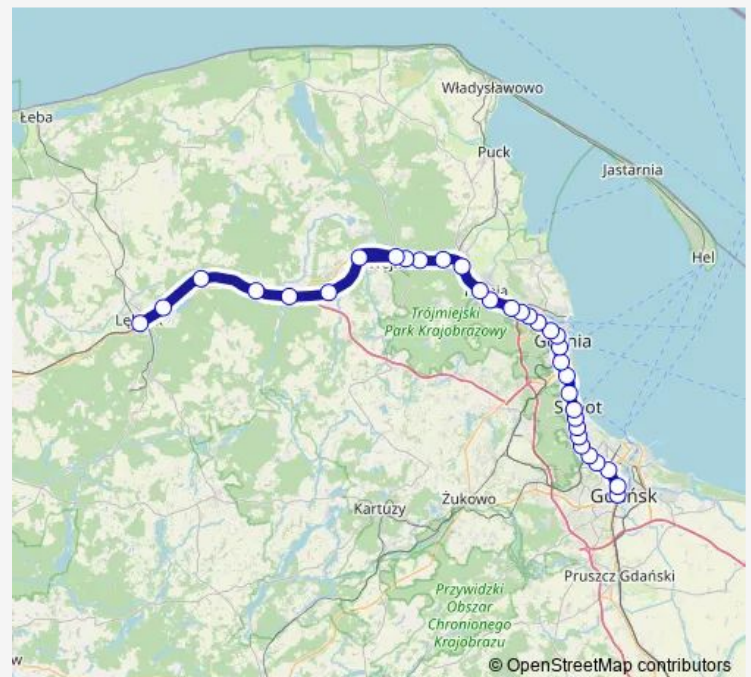 Władysławowo
Łeba
Puck
Jastarnia
Hel
Trójmiejski
Park Krajobrazowy
Żukowo
Kartuzy
Pruszcz Gdański
Przywidzki
Obszar
Chronionego
Krajobrazu
w
© OpenStreetMap contributors